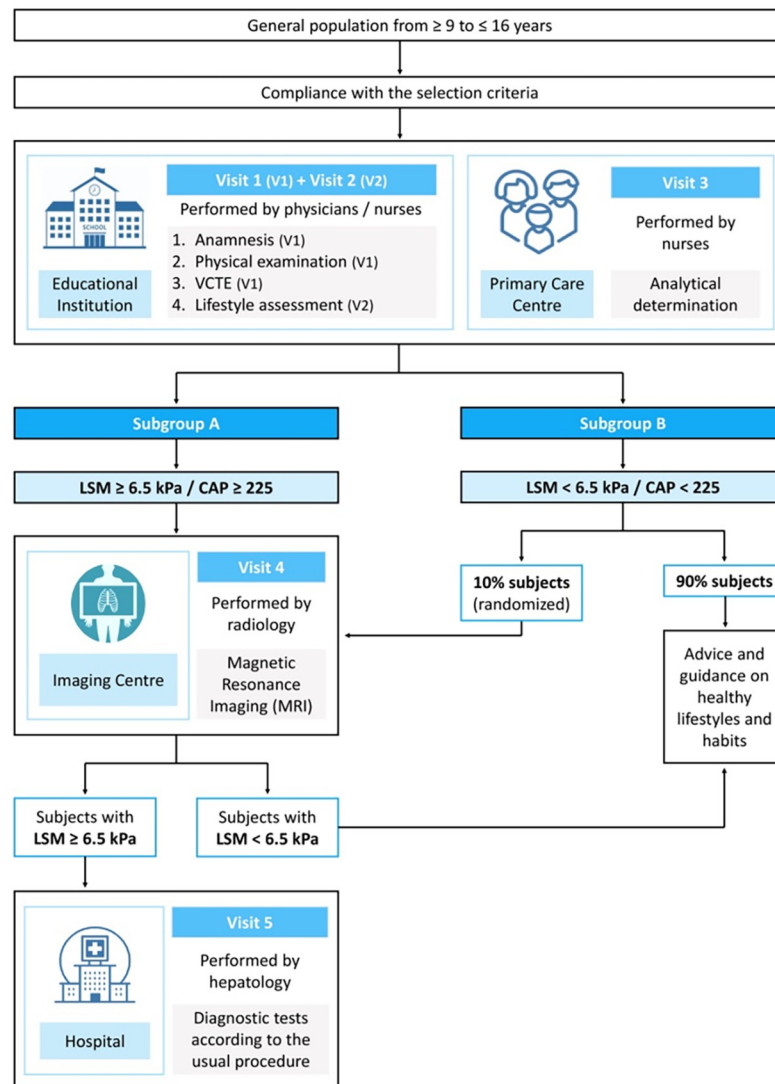 General population from ≥ 9 to ≤ 16 years
Compliance with the selection criteria
SCHOOL
Educational
Institution
Visit 1 (V1) + Visit 2 (V2)
Performed by physicians / nurses
1. Anamnesis (V1)
2. Physical examination (V1)
3. VCTE (V1)
4. Lifestyle assessment (V2)
Primary Care
Centre
Visit 3
Performed by
nurses
Analytical
determination
Subgroup A
Subgroup B
LSM ≥ 6.5 kPa / CAP ≥ 225
LSM < 6.5 kPa / CAP < 225
Imaging Centre
Visit 4
Performed by
radiology
Magnetic
Resonance
Imaging (MRI)
10% subjects
(randomized)
90% subjects
Advice and
guidance on
healthy
lifestyles and
habits
Subjects with
LSM ≥ 6.5 kPa
Subjects with
LSM < 6.5 kPa
Hospital
Visit 5
Performed by
hepatology
Diagnostic tests
according to the
usual procedure